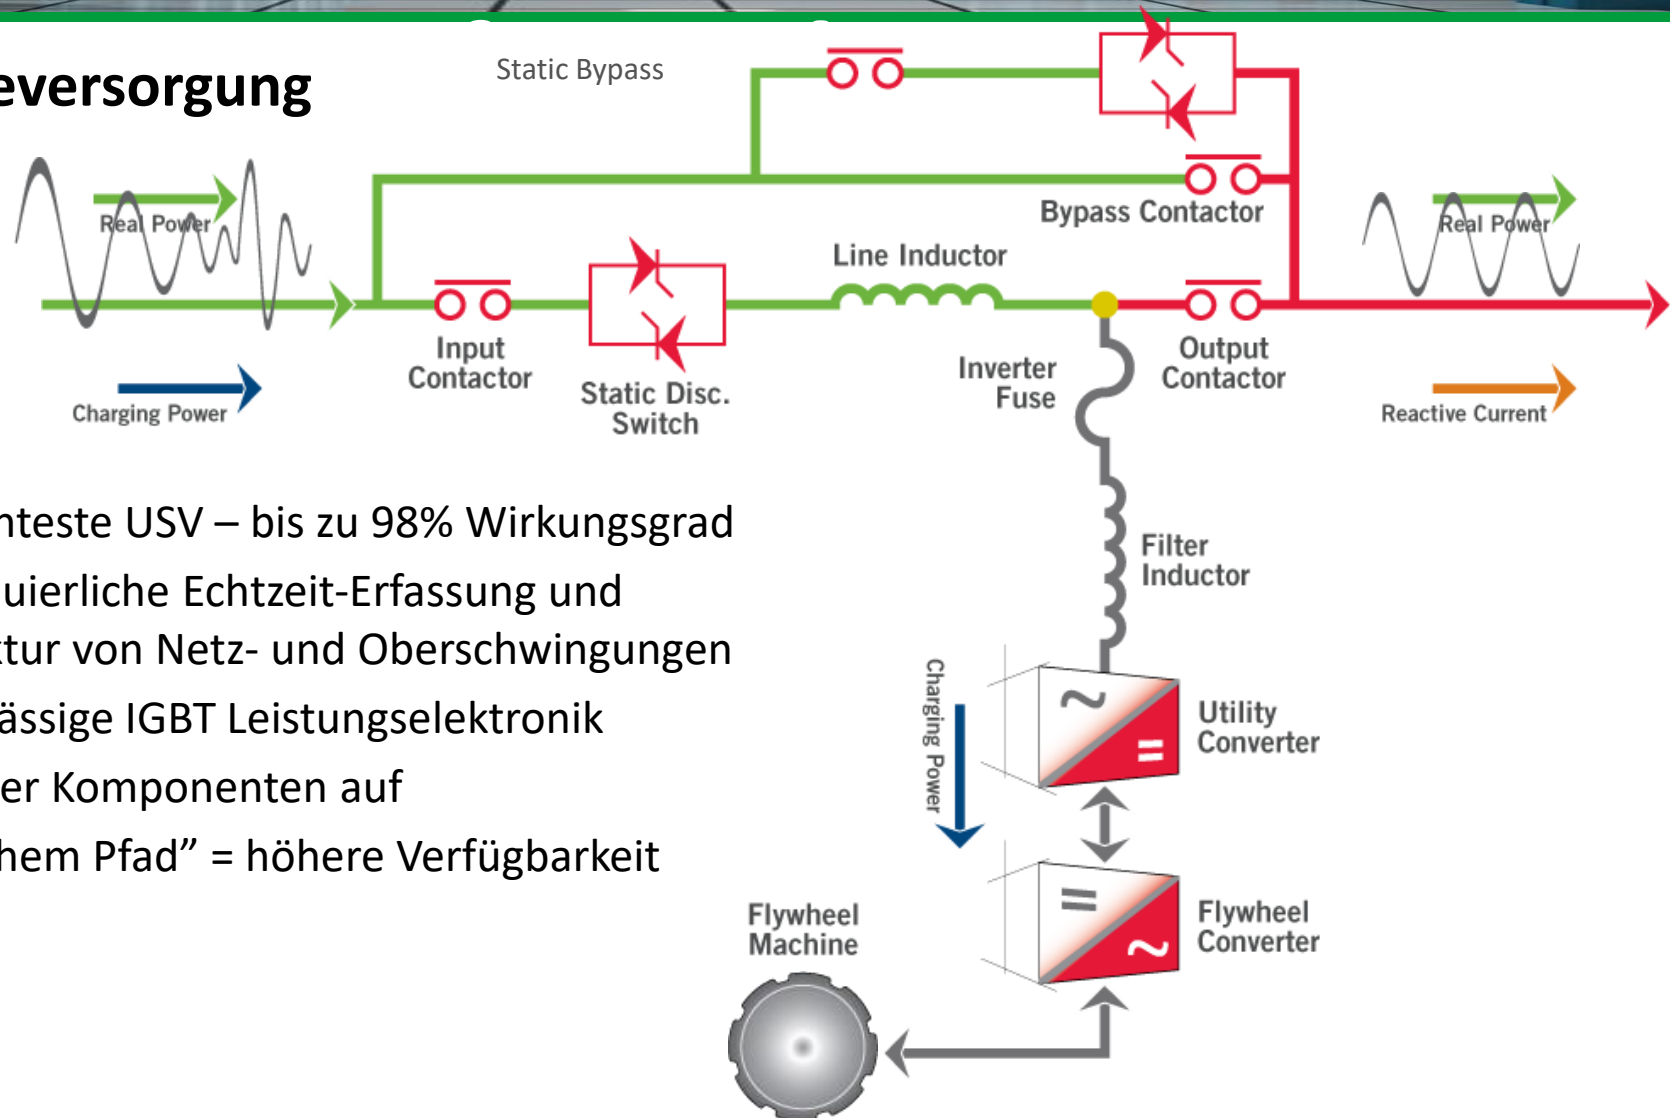 eversorgung
Static Bypass
Real Power
Bypass Contactor
Real Power
Line Inductor
Input
Contactor
Static Disc.
Switch
Inverter
Fuse
Output
Contactor
Charging Power
Reactive Current
nteste USV – bis zu 98% Wirkungsgrad
uierliche Echtzeit-Erfassung und
ktur von Netz- und Oberschwingungen
ässige IGBT Leistungselektronik
er Komponenten auf
hem Pfad” = höhere Verfügbarkeit
Filter
Inductor
Charging Power
Utility
Converter
Flywheel
Converter
Flywheel
Machine